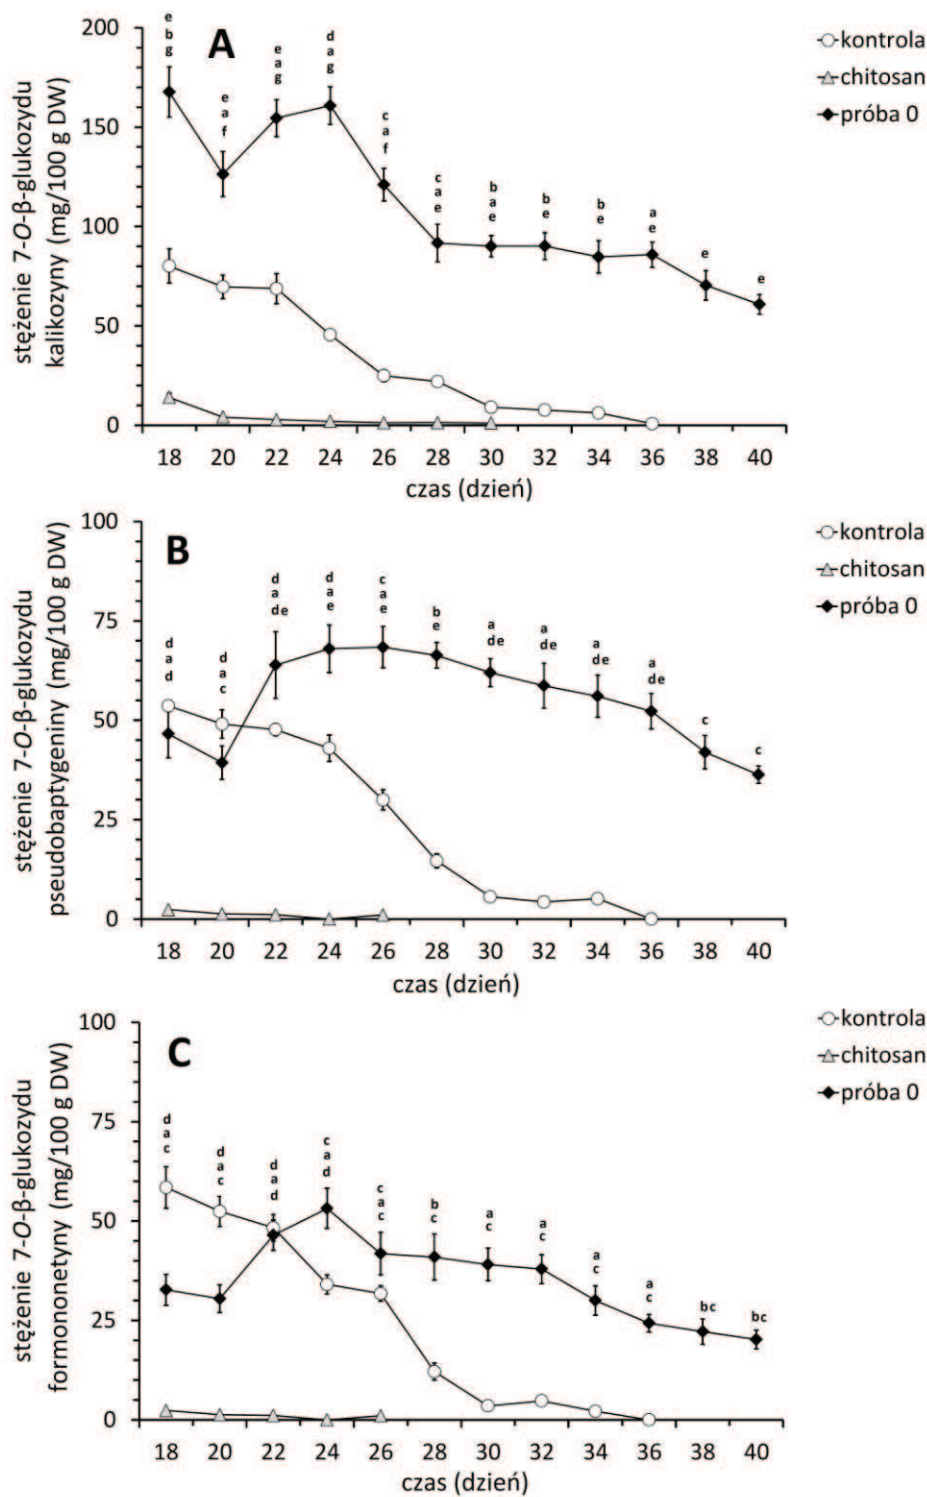 A
stężenie 7-O-β-glukozydu
kalikozyny (mg/100 g DW)
200
150
100
50
0
e
b
g
e
a
f
e
a
g
d
a
g
c
a
f
c
a
e
b
a
e
b
e
b
e
a
e
e
e
kontrola
chitosan
próba 0
18 20 22 24 26 28 30 32 34 36 38 40
czas (dzień)
B
stężenie 7-O-β-glukozydu
pseudobaptygeniny (mg/100 g DW)
100
75
50
25
0
d
a
d
d
a
c
d
a
de
d
a
e
c
a
e
b
e
a
de
a
de
a
de
a
de
c
c
kontrola
chitosan
próba 0
18 20 22 24 26 28 30 32 34 36 38 40
czas (dzień)
C
stężenie 7-O-β-glukozydu
formononetyny (mg/100 g DW)
100
75
50
25
0
d
a
c
d
a
c
d
a
d
c
a
d
c
a
c
b
c
a
c
a
c
a
c
a
c
bc
bc
kontrola
chitosan
próba 0
18 20 22 24 26 28 30 32 34 36 38 40
czas (dzień)